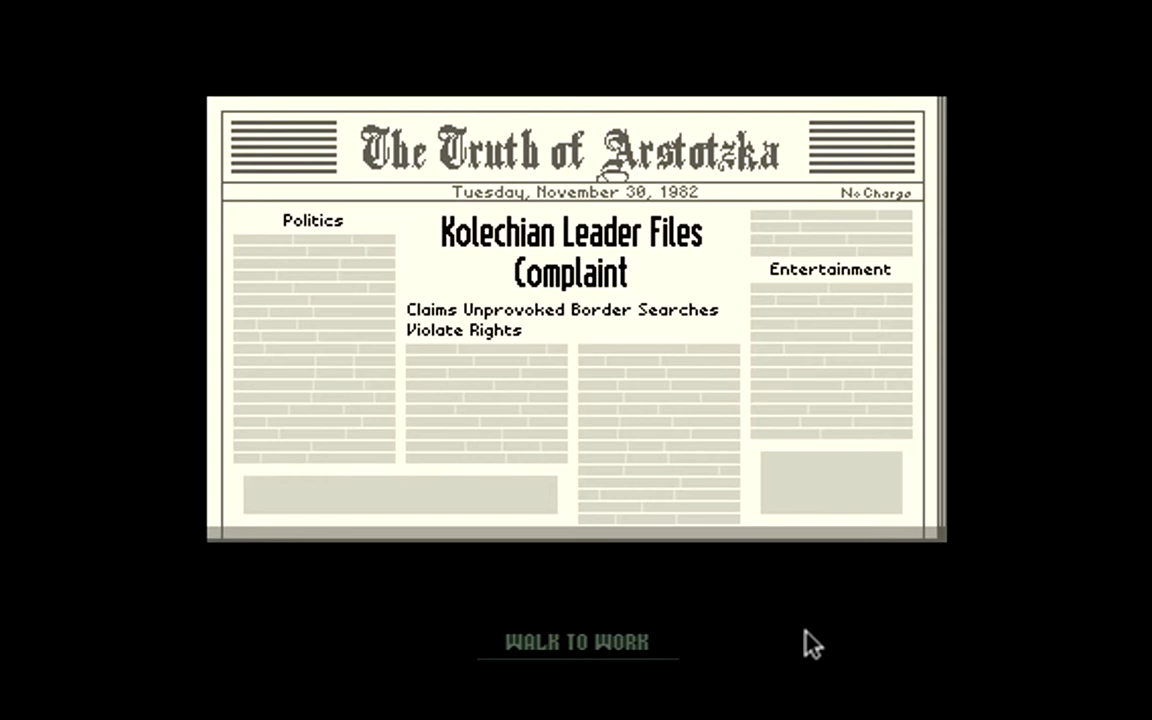 The Truth of Arstotzka
Tuesday, November 30, 1982
No Charge
Politics
Kolechian Leader Files
Complaint
Claims Unprovoked Border Searches
Violate Rights
Entertainment
WALK TO WORK